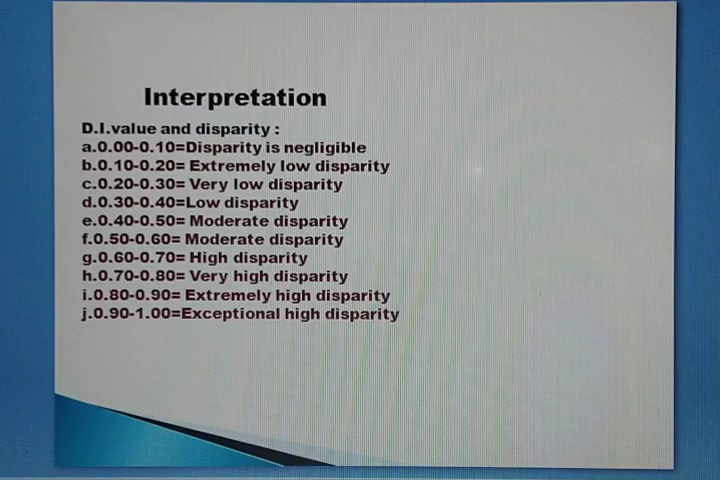 Interpretation
D.I.value and disparity :
a.0.00-0.10=Disparity is negligible
b.0.10-0.20= Extremely low disparity
c.0.20-0.30= Very low disparity
d.0.30-0.40=Low disparity
e.0.40-0.50= Moderate disparity
f.0.50-0.60= Moderate disparity
g.0.60-0.70= High disparity
h.0.70-0.80= Very high disparity
i.0.80-0.90= Extremely high disparity
j.0.90-1.00=Exceptional high disparity